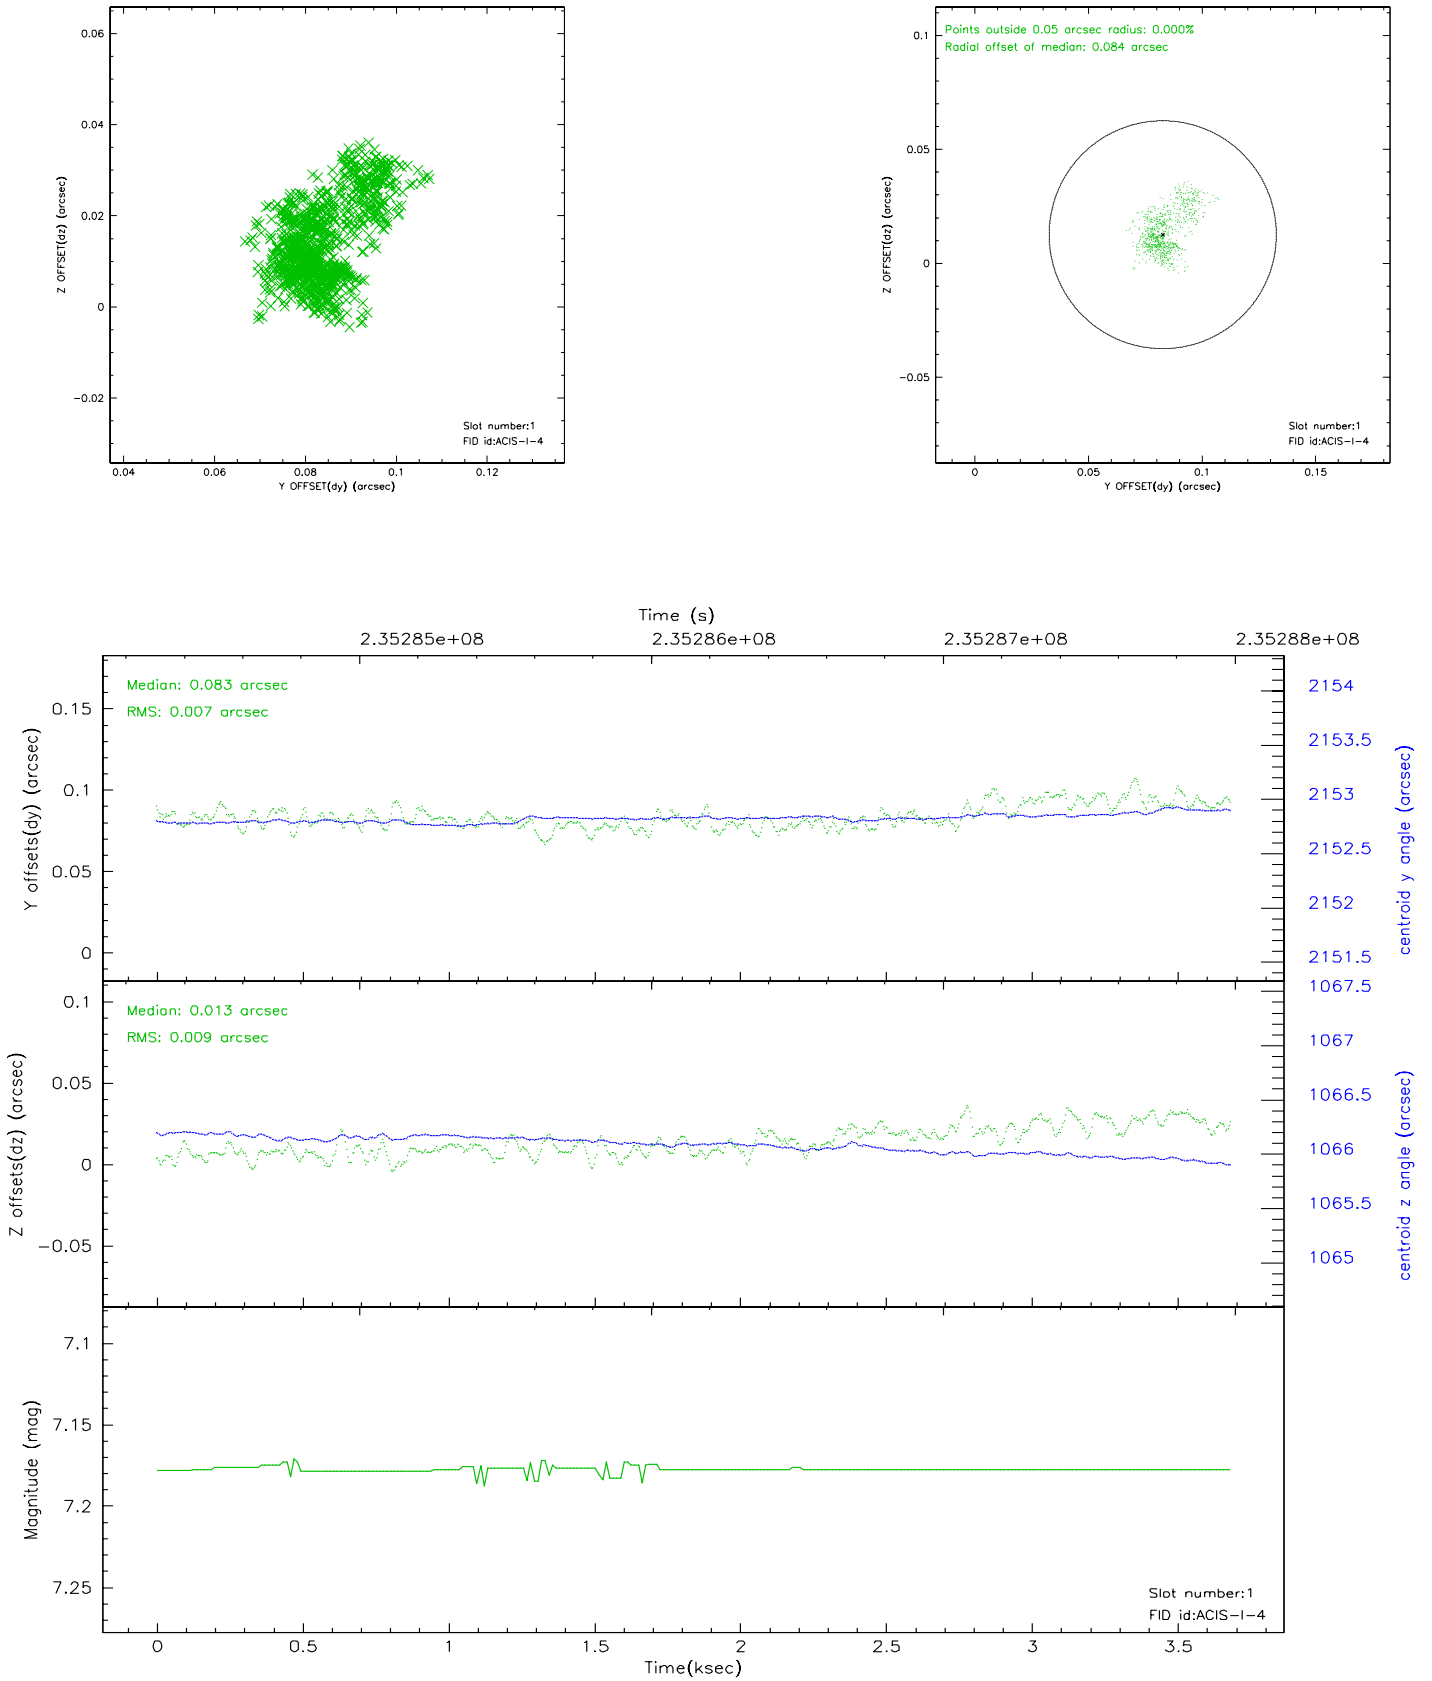 0.06
0.04
0.02
0
-0.02
0.04
0.06
0.08
0.1
0.12
Z OFFSET(dz) (arcsec)
Y OFFSET(dy) (arcsec)
Slot number:1
FID id:ACIS-I-4
Points outside 0.05 arcsec radius: 0.000%
Radial offset of median: 0.084 arcsec
0.1
0.05
0
-0.05
0
0.05
0.1
0.15
Z OFFSET(dz) (arcsec)
Y OFFSET(dy) (arcsec)
Slot number:1
FID id:ACIS-I-4
Time (s)
2.35285e+08
2.35286e+08
2.35287e+08
2.35288e+08
Median: 0.083 arcsec
RMS: 0.007 arcsec
0.15
0.1
0.05
0
Y offsets(dy) (arcsec)
2154
2153.5
2153
2152.5
2152
2151.5
centroid y angle (arcsec)
Median: 0.013 arcsec
RMS: 0.009 arcsec
0.1
0.05
0
-0.05
Z offsets(dz) (arcsec)
1067.5
1067
1066.5
1066
1065.5
1065
centroid z angle (arcsec)
7.1
7.15
7.2
7.25
Magnitude (mag)
Slot number:1
FID id:ACIS-I-4
0
0.5
1
1.5
2
2.5
3
3.5
Time(ksec)